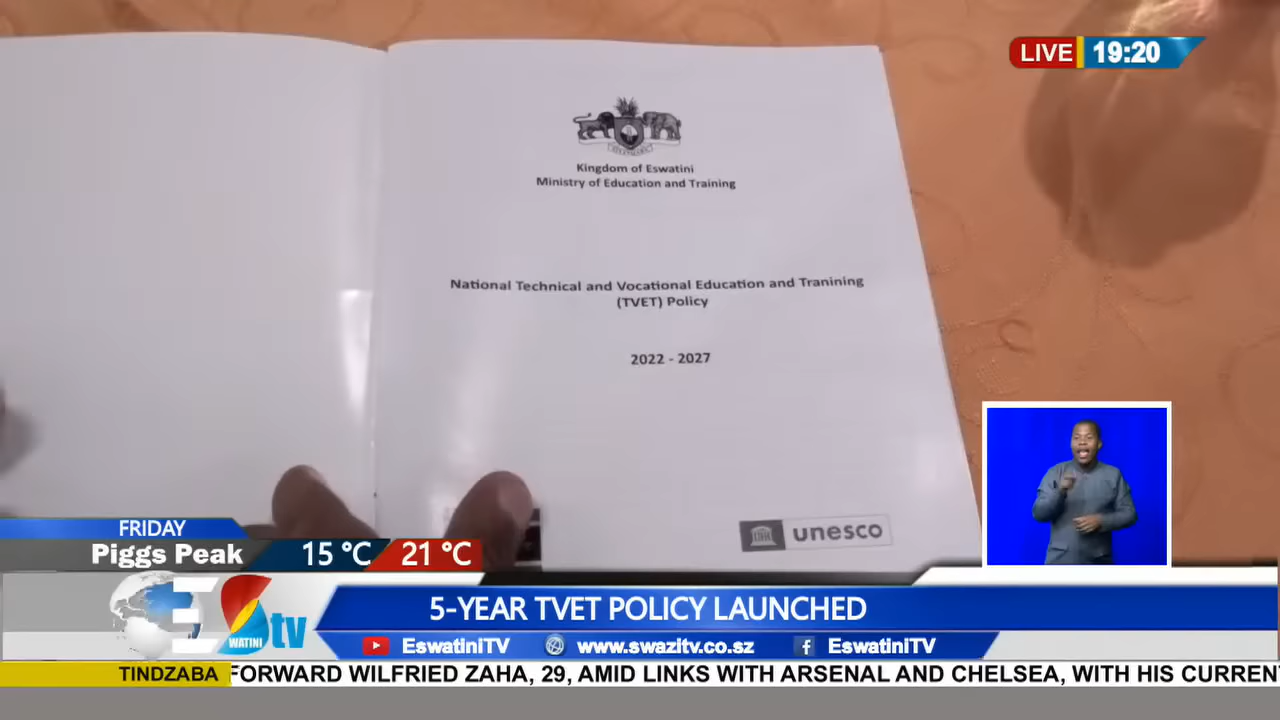 LIVE 19:20
Kingdom of Eswatini
Ministry of Education and Training
National Technical and Vocational Education and Tranining
(TVET) Policy
2022 - 2027
unesco
FRIDAY
Piggs Peak 15 °C 21 °C
E WATINI tv
5-YEAR TVET POLICY LAUNCHED
EswatiniTV www.swazitv.co.sz EswatiniTV
TINDZABA FORWARD WILFRIED ZAHA, 29, AMID LINKS WITH ARSENAL AND CHELSEA, WITH HIS CURREN